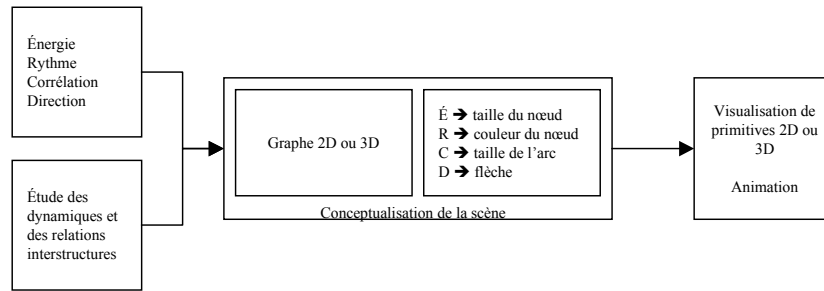 Énergie
Rythme
Corrélation
Direction
Étude des
dynamiques et
des relations
interstructures
Graphe 2D ou 3D
É ➔ taille du nœud
R ➔ couleur du nœud
C ➔ taille de l'arc
D ➔ flèche
Conceptualisation de la scène
Visualisation de
primitives 2D ou
3D
Animation